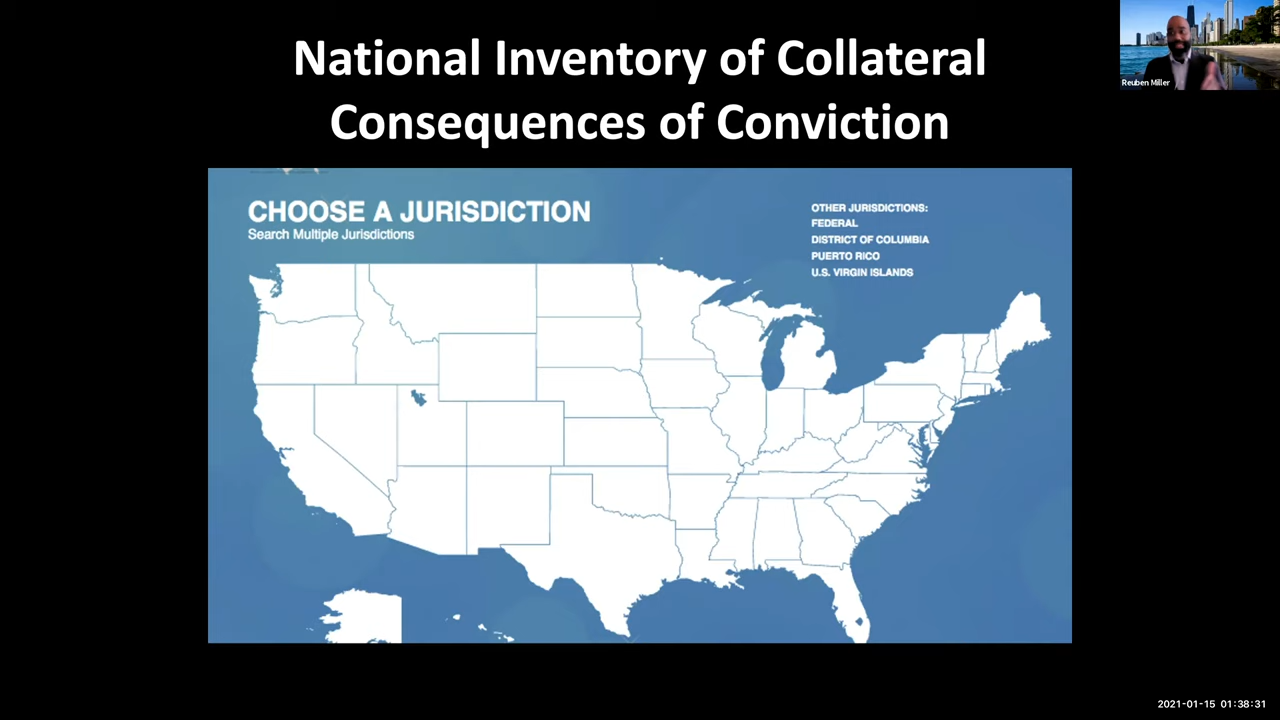 National Inventory of Collateral
Consequences of Conviction
Reuben Miller
CHOOSE A JURISDICTION
Search Multiple Jurisdictions
OTHER JURISDICTIONS:
FEDERAL
DISTRICT OF COLUMBIA
PUERTO RICO
U.S. VIRGIN ISLANDS
2021-01-15 01:38:31